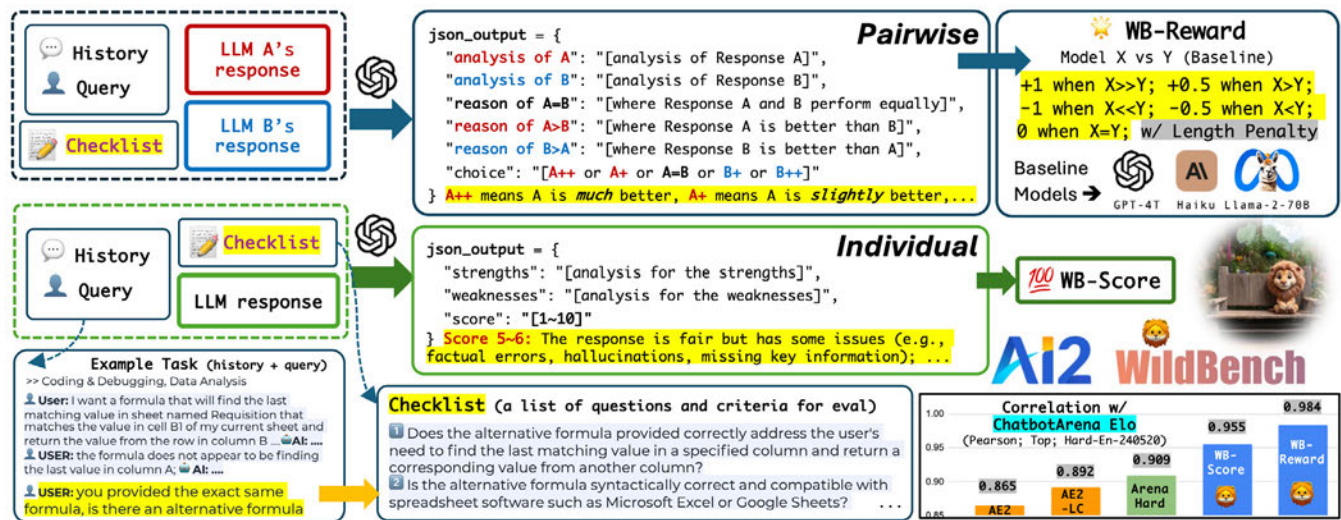 History
Query
Checklist
LLM A's
response
LLM B's
response
json_output = {
"analysis of A": "[analysis of Response A]",
"analysis of B": "[analysis of Response B]",
"reason of A=B": "[where Response A and B perform equally]",
"reason of A>B": "[where Response A is better than B]",
"reason of B>A": "[where Response B is better than A]",
"choice": "[A++ or A+ or A=B or B+ or B++]"
} A++ means A is much better, A+ means A is slightly better,...
Pairwise
WB-Reward
Model X vs Y (Baseline)
+1 when X>>Y; +0.5 when X>Y;
-1 when X<<Y; -0.5 when X<Y;
0 when X=Y; w/ Length Penalty
Baseline
Models →
GPT-4T Haiku Llama-2-70B
History
Query
Checklist
LLM response
json_output = {
"strengths": "[analysis for the strengths]",
"weaknesses": "[analysis for the weaknesses]",
"score": "[1~10]"
} Score 5~6: The response is fair but has some issues (e.g.,
factual errors, hallucinations, missing key information); ...
Individual
100 WB-Score
Ai2 WildBench
Example Task (history + query)
>> Coding & Debugging, Data Analysis
USER: I want a formula that will find the last
matching value in sheet named Requisition that
matches the value in cell B1 of my current sheet and
return the value from the row in column B ... AI: ....
USER: the formula does not appear to be finding
the last value in column A; AI: ....
USER: you provided the exact same
formula, is there an alternative formula
Checklist (a list of questions and criteria for eval)
1 Does the alternative formula provided correctly address the user's
need to find the last matching value in a specified column and return a
corresponding value from another column?
2 Is the alternative formula syntactically correct and compatible with
spreadsheet software such as Microsoft Excel or Google Sheets? ...
Correlation w/
ChatbotArena Elo
(Pearson; Top; Hard-En-240520)
1.00
0.95
0.90
0.85
0.865
AE2
0.892
AE2
-LC
0.909
Arena
Hard
0.955
WB-
Score
0.984
WB-
Reward